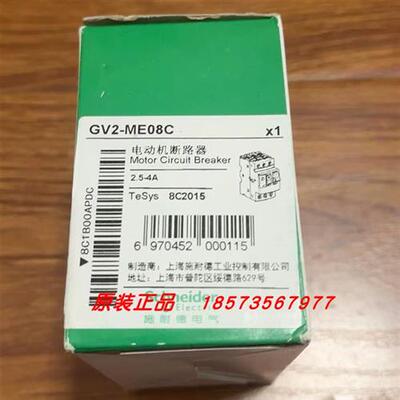 GV2-ME08C x1
电动机断路器
Motor Circuit Breaker
2.5-4A
TeSys 8C2015
8C1B00APDC
6 970452 000115
制造商: 上海施耐德工业控制有限公司
地址: 上海市普陀区绥德路629号
原装正品 18573567977
Schneider
Electric
施耐德电气